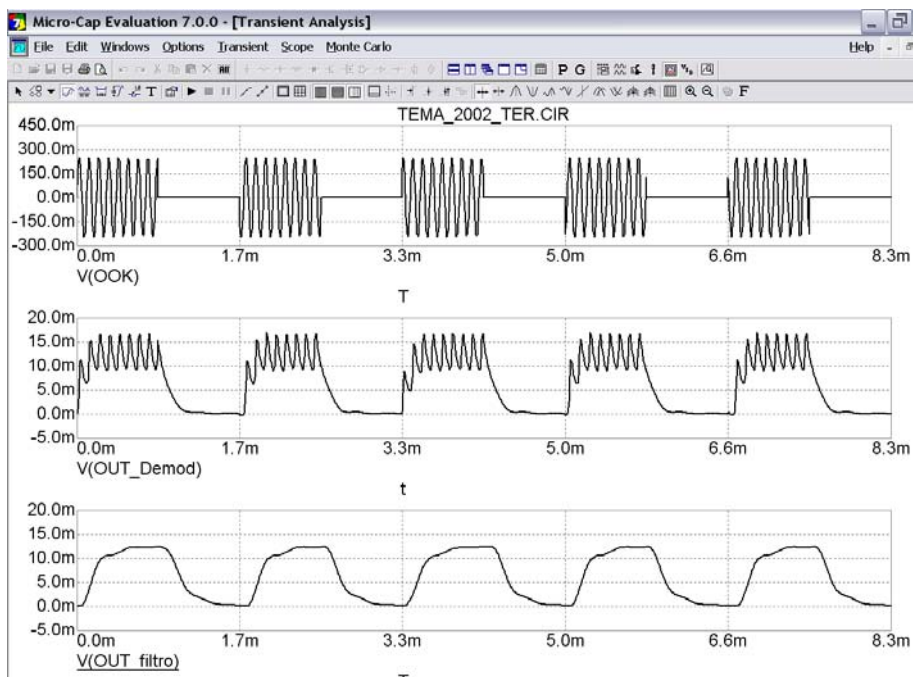 Micro-Cap Evaluation 7.0.0 - [Transient Analysis]
File Edit Windows Options Transient Scope Monte Carlo Help
P G
T F
TEMA_2002_TER.CIR
450.0m
300.0m
150.0m
0.0m
-150.0m
-300.0m
0.0m 1.7m 3.3m 5.0m 6.6m 8.3m
V(OOK)
T
20.0m
15.0m
10.0m
5.0m
0.0m
-5.0m
0.0m 1.7m 3.3m 5.0m 6.6m 8.3m
V(OUT_Demod)
t
20.0m
15.0m
10.0m
5.0m
0.0m
-5.0m
0.0m 1.7m 3.3m 5.0m 6.6m 8.3m
V(OUT_filtro)